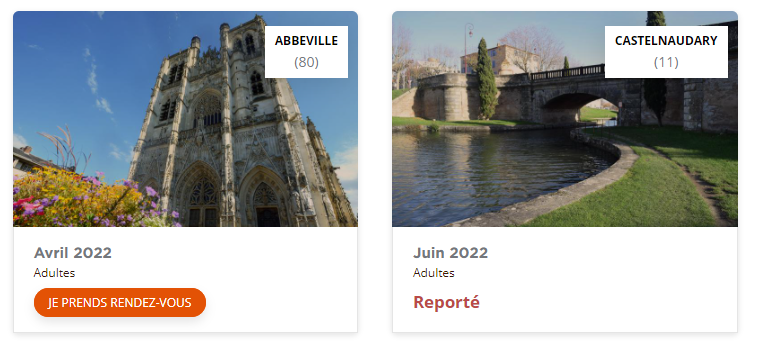 ABBEVILLE
(80)
Avril 2022
Adultes
JE PRENDS RENDEZ-VOUS
CASTELNAUDARY
(11)
Juin 2022
Adultes
Reporté